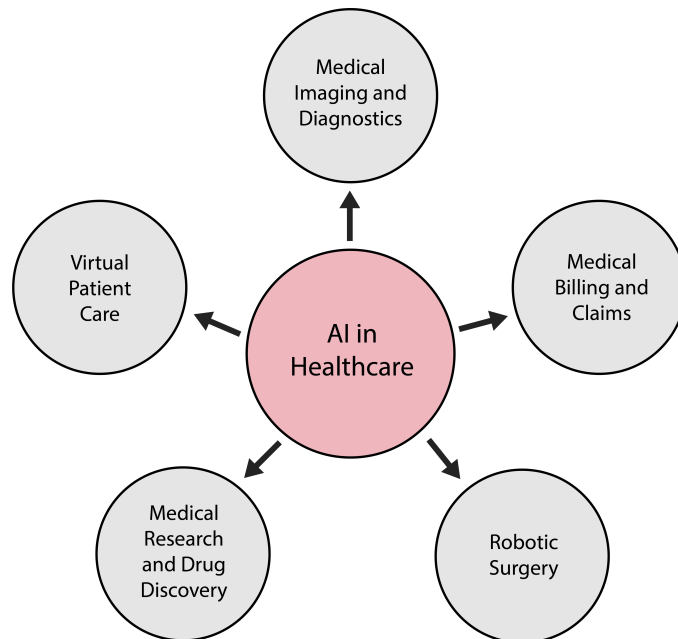 Medical
Imaging and
Diagnostics
Virtual
Patient
Care
Medical
Billing and
Claims
AI in
Healthcare
Medical
Research
and Drug
Discovery
Robotic
Surgery